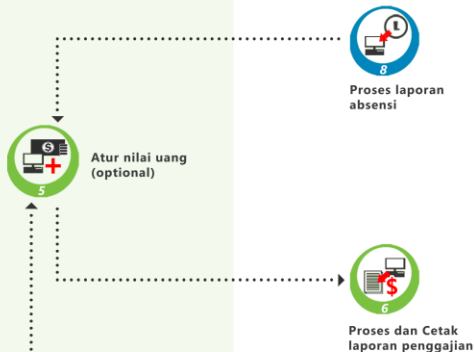 8
Proses laporan
absensi
5
Atur nilai uang
(optional)
6
Proses dan Cetak
laporan penggajian